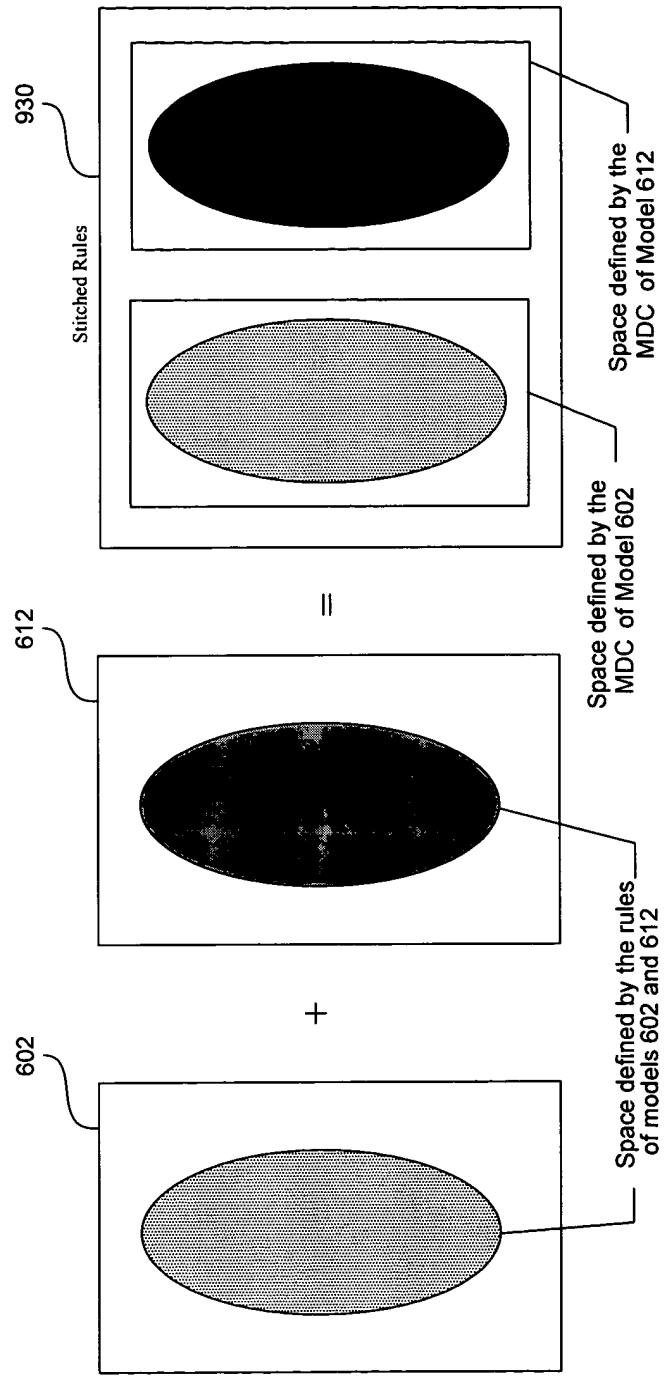 602
612
930
Stitched Rules
+
=
Space defined by the rules
of models 602 and 612
Space defined by the
MDC of Model 602
Space defined by the
MDC of Model 612